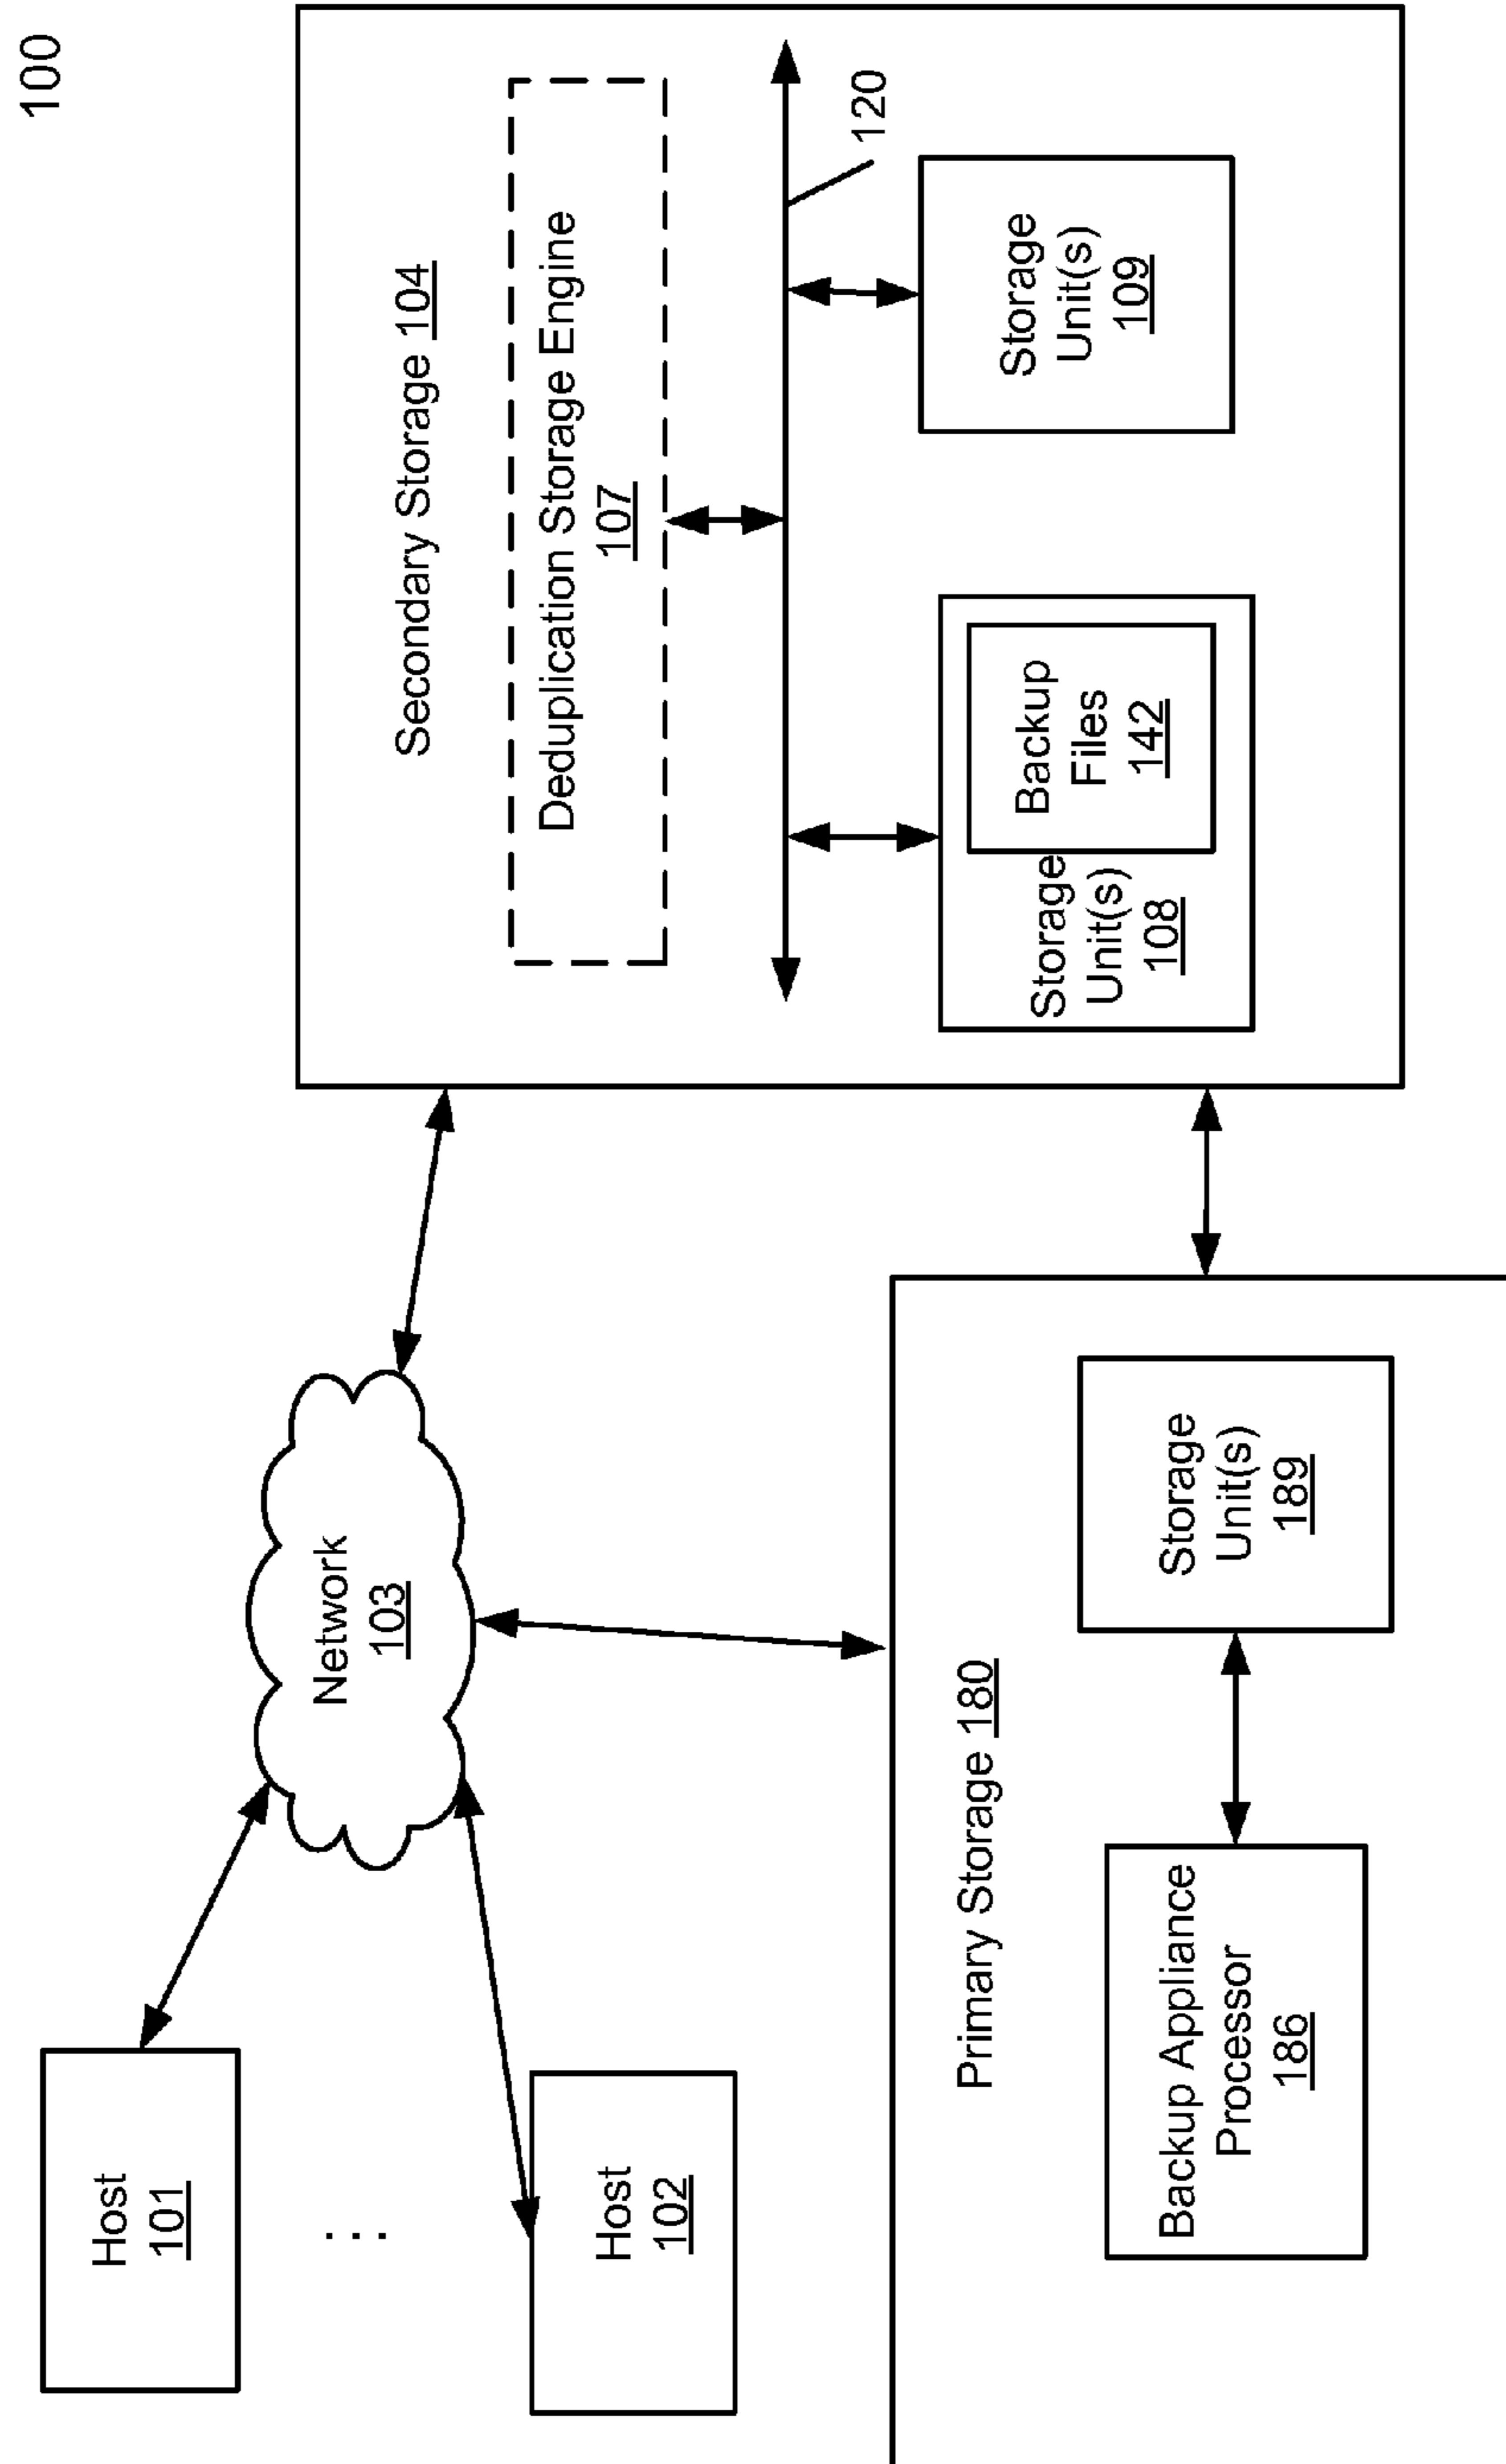 100
Host
101
. . .
Host
102
Network
103
Primary Storage 180
Backup Appliance
Processor
186
Storage
Unit(s)
189
Secondary Storage 104
Deduplication Storage Engine
107
120
Storage
Unit(s)
108
Backup
Files
142
Storage
Unit(s)
109